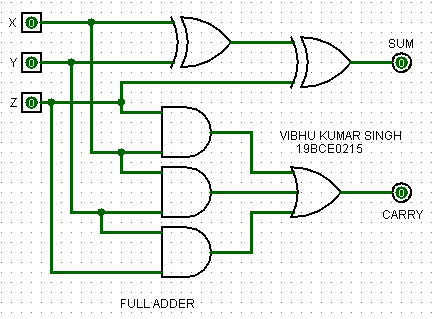 X
0
SUM
Y
0
0
Z
0
VIBHU KUMAR SINGH
19BCE0215
0
CARRY
FULL ADDER